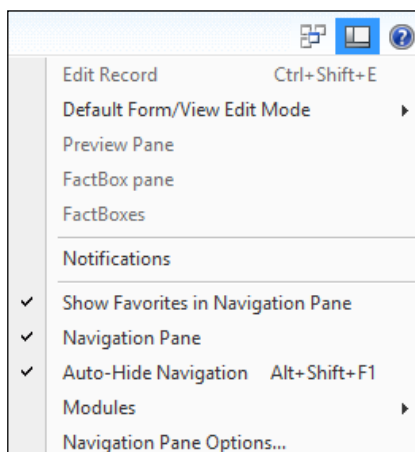 Edit Record Ctrl+Shift+E
Default Form/View Edit Mode
Preview Pane
FactBox pane
FactBoxes
Notifications
Show Favorites in Navigation Pane
Navigation Pane
Auto-Hide Navigation Alt+Shift+F1
Modules
Navigation Pane Options...